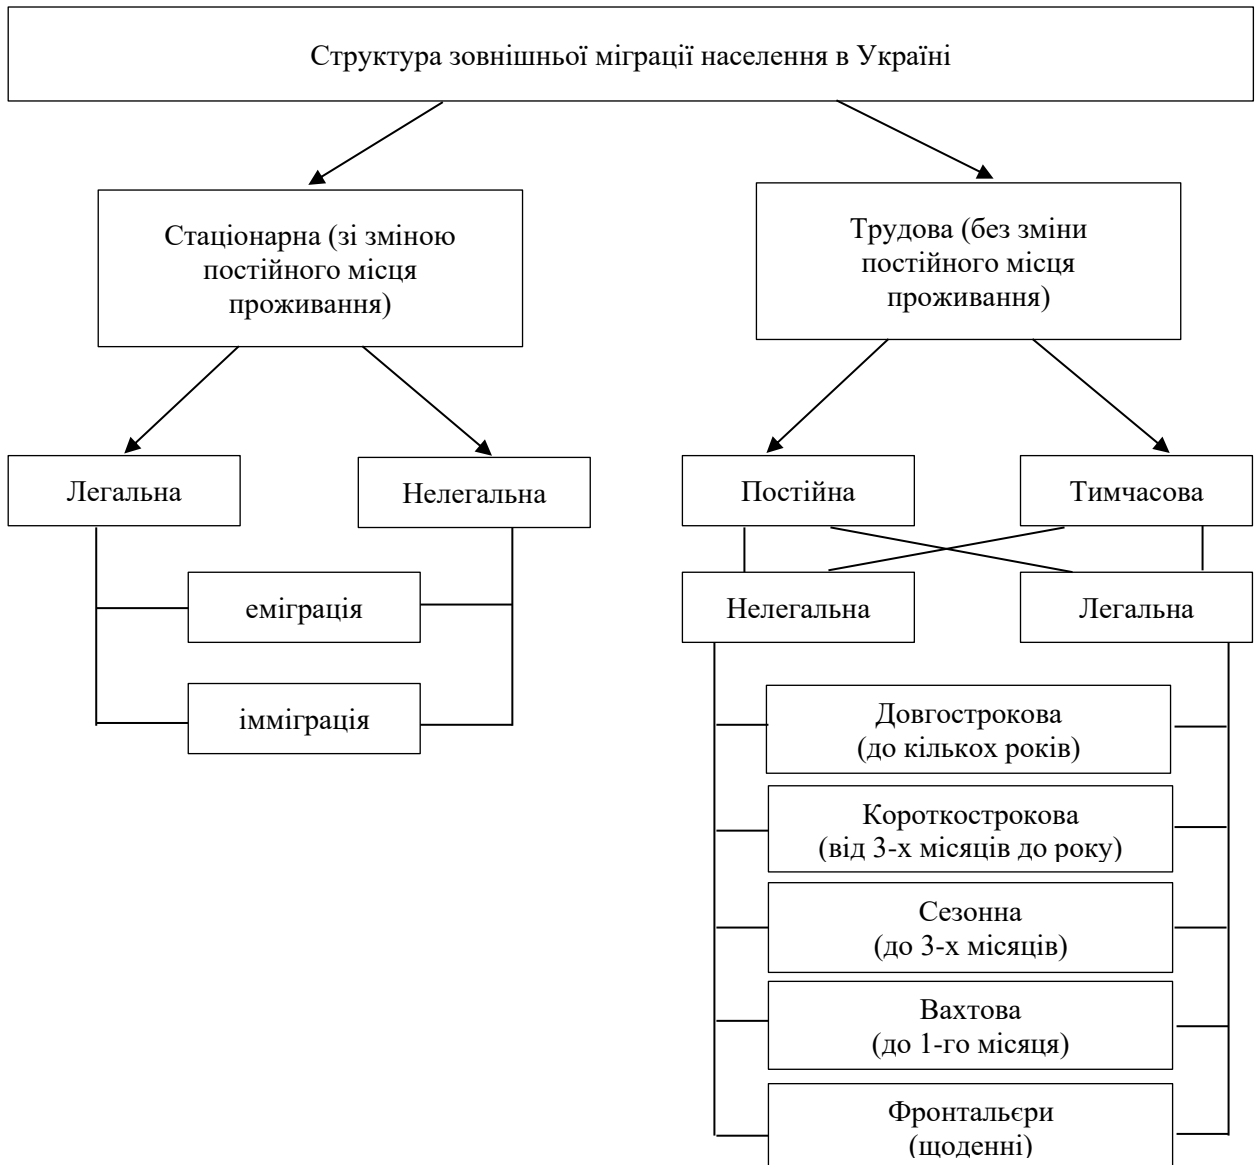 Структура зовнішньої міграції населення в Україні
Стаціонарна (зі зміною
постійного місця
проживання)
Трудова (без зміни
постійного місця
проживання)
Легальна
Нелегальна
Постійна
Тимчасова
еміграція
імміграція
Нелегальна
Легальна
Довгострокова
(до кількох років)
Короткострокова
(від 3-х місяців до року)
Сезонна
(до 3-х місяців)
Вахтова
(до 1-го місяця)
Фронтальєри
(щоденні)